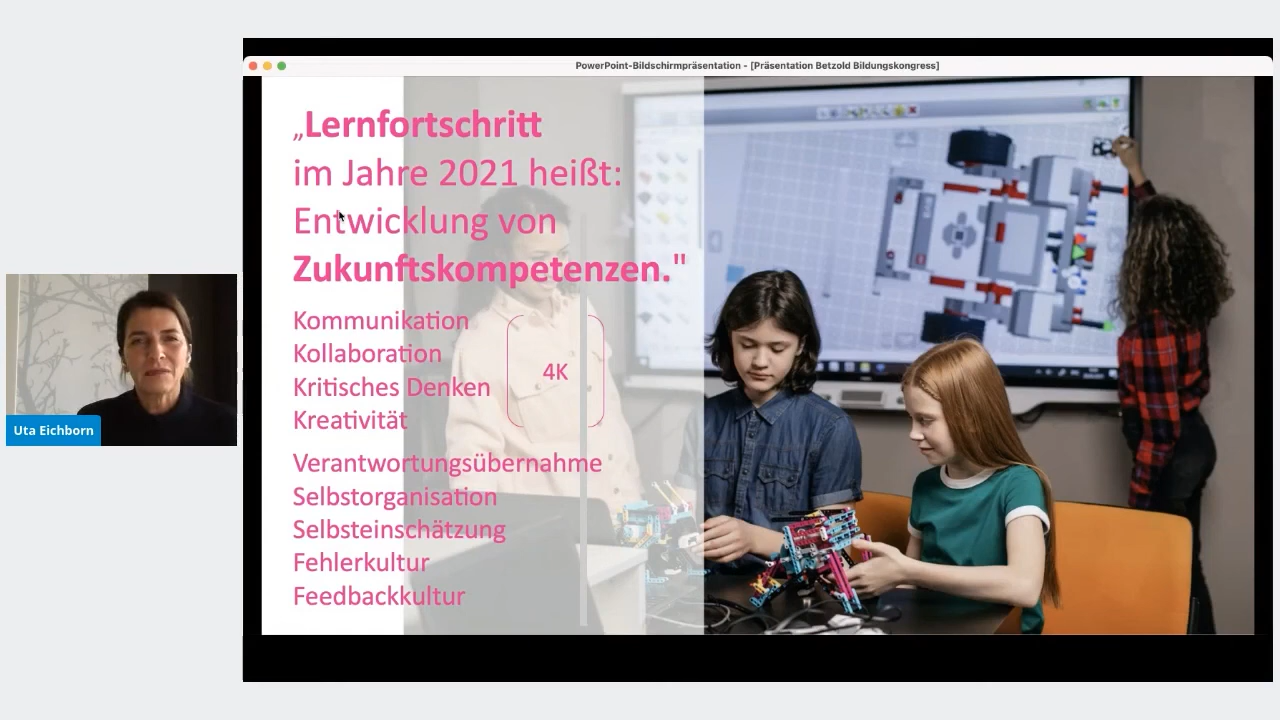 PowerPoint-Bildschirmpräsentation - [Präsentation Betzold Bildungskongress]
„Lernfortschritt
im Jahre 2021 heißt:
Entwicklung von
Zukunftskompetenzen."
Kommunikation
Kollaboration
Kritisches Denken
Kreativität
4K
Verantwortungsübernahme
Selbstorganisation
Selbsteinschätzung
Fehlerkultur
Feedbackkultur
Uta Eichborn